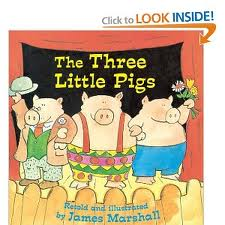 Click to LOOK INSIDE!
The Three
Little Pigs
Retold and illustrated
by James Marshall